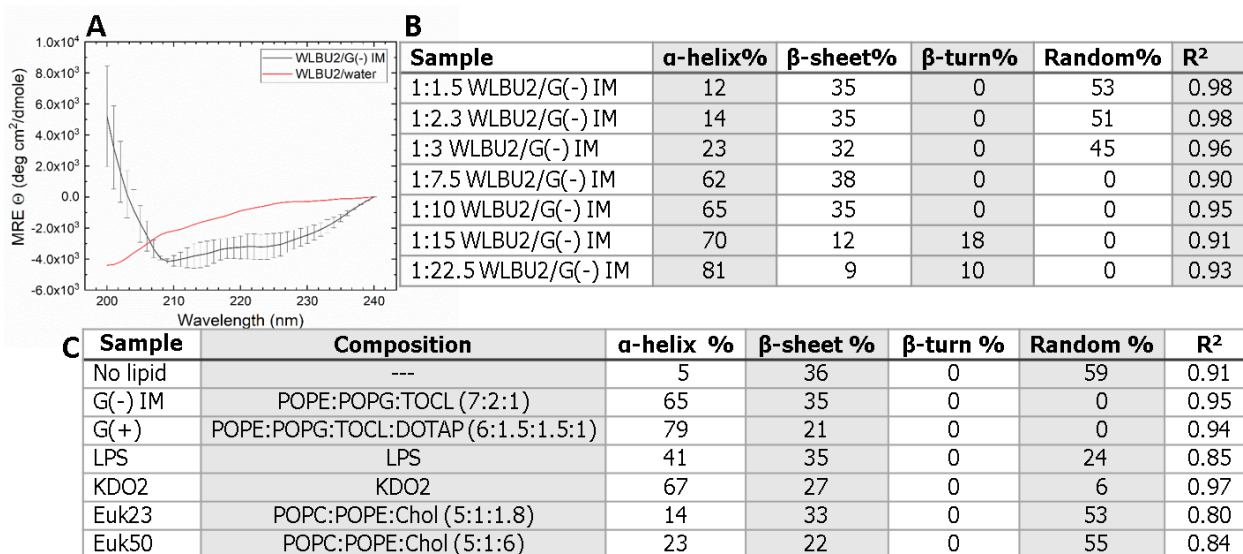 A
WLBU2/G(-) IM
WLBU2/water
1.0x10⁴
8.0x10³
6.0x10³
4.0x10³
2.0x10³
0.0
-2.0x10³
-4.0x10³
-6.0x10³
MRE Θ (deg cm²/dmole)
200 210 220 230 240
Wavelength (nm)
B
Sample α-helix% β-sheet% β-turn% Random% R²
1:1.5 WLBU2/G(-) IM 12 35 0 53 0.98
1:2.3 WLBU2/G(-) IM 14 35 0 51 0.98
1:3 WLBU2/G(-) IM 23 32 0 45 0.96
1:7.5 WLBU2/G(-) IM 62 38 0 0 0.90
1:10 WLBU2/G(-) IM 65 35 0 0 0.95
1:15 WLBU2/G(-) IM 70 12 18 0 0.91
1:22.5 WLBU2/G(-) IM 81 9 10 0 0.93
C
Sample Composition α-helix % β-sheet % β-turn % Random % R²
No lipid --- 5 36 0 59 0.91
G(-) IM POPE:POPG:TOCL (7:2:1) 65 35 0 0 0.95
G(+) POPE:POPG:TOCL:DOTAP (6:1.5:1.5:1) 79 21 0 0 0.94
LPS LPS 41 35 0 24 0.85
KDO2 KDO2 67 27 0 6 0.97
Euk23 POPC:POPE:Chol (5:1:1.8) 14 33 0 53 0.80
Euk50 POPC:POPE:Chol (5:1:6) 23 22 0 55 0.84